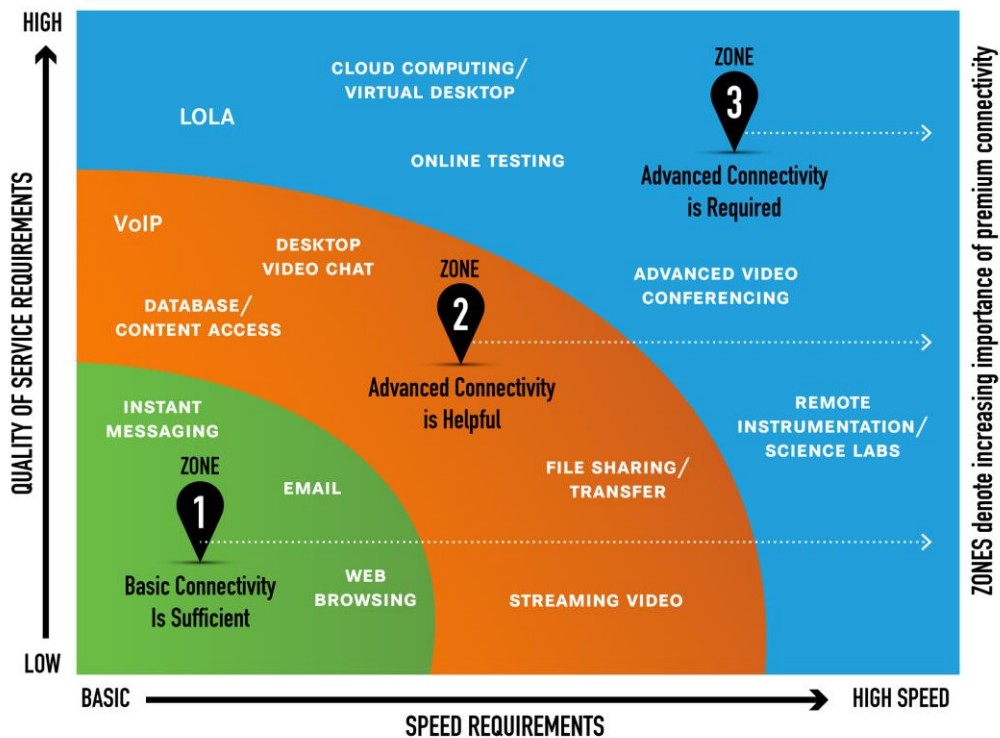 HIGH
QUALITY OF SERVICE REQUIREMENTS
LOW
LOLA
CLOUD COMPUTING/
VIRTUAL DESKTOP
ONLINE TESTING
ZONE
3
Advanced Connectivity
is Required
VoIP
DESKTOP
VIDEO CHAT
DATABASE/
CONTENT ACCESS
ZONE
2
Advanced Connectivity
is Helpful
ADVANCED VIDEO
CONFERENCING
REMOTE
INSTRUMENTATION/
SCIENCE LABS
INSTANT
MESSAGING
ZONE
1
Basic Connectivity
Is Sufficient
EMAIL
WEB
BROWSING
FILE SHARING/
TRANSFER
STREAMING VIDEO
ZONES denote increasing importance of premium connectivity
BASIC
HIGH SPEED
SPEED REQUIREMENTS